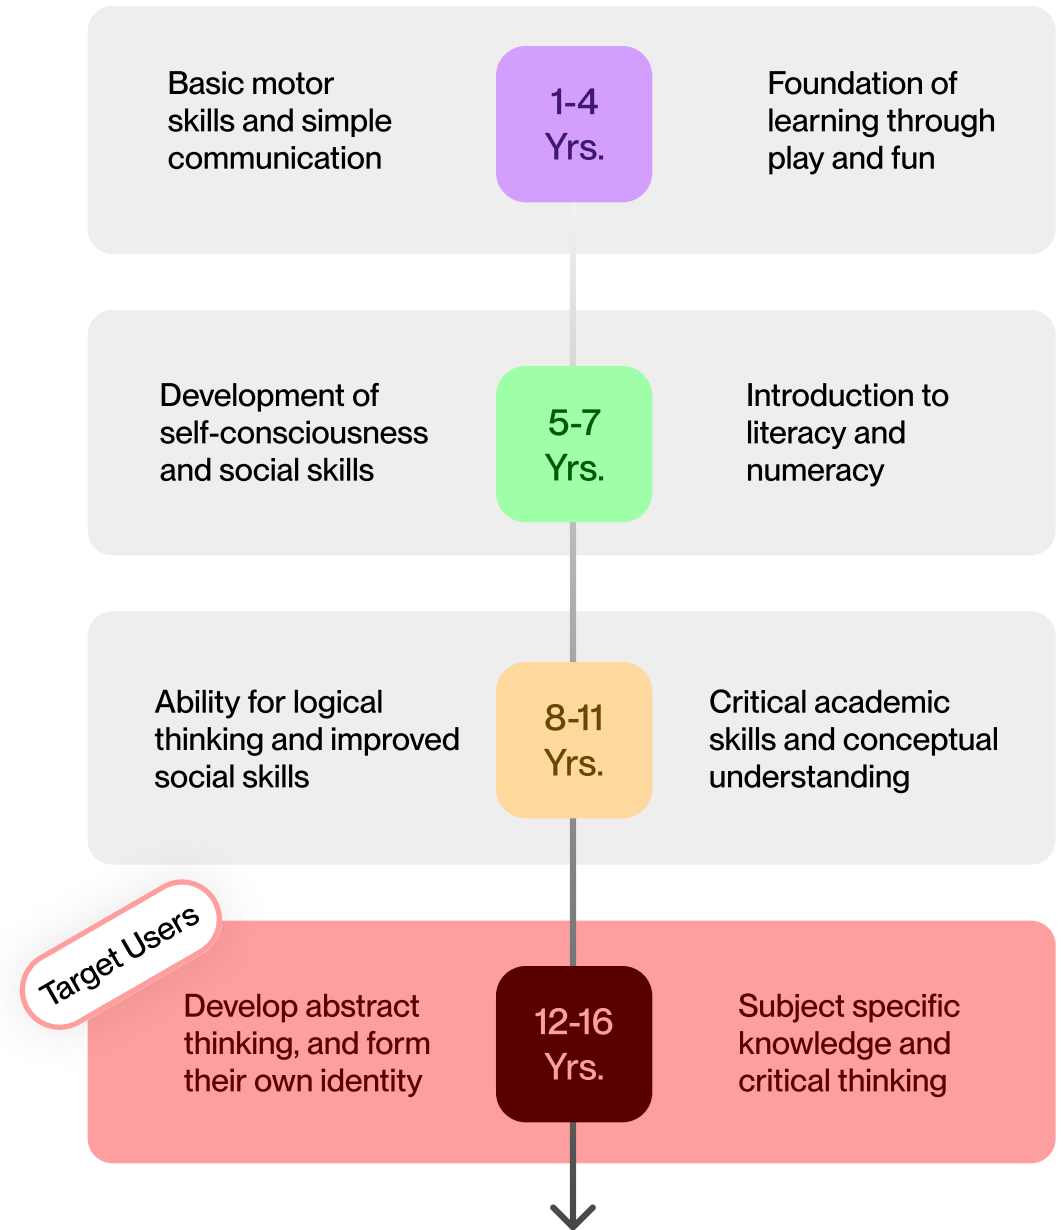 Basic motor
skills and simple
communication
1-4
Yrs.
Foundation of
learning through
play and fun
Development of
self-consciousness
and social skills
5-7
Yrs.
Introduction to
literacy and
numeracy
Ability for logical
thinking and improved
social skills
8-11
Yrs.
Critical academic
skills and conceptual
understanding
Target Users
Develop abstract
thinking, and form
their own identity
12-16
Yrs.
Subject specific
knowledge and
critical thinking